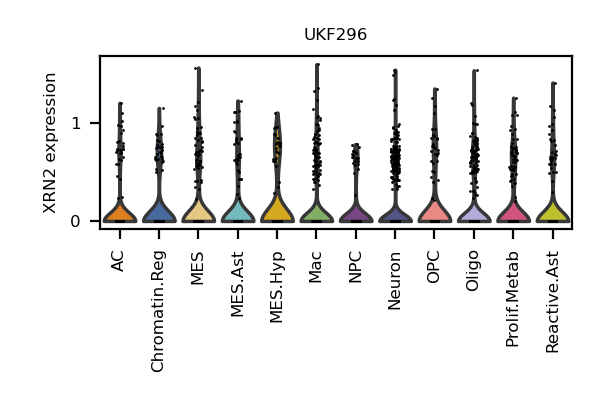 UKF296
XRN2 expression
1
0
AC
Chromatin.Reg
MES
MES.Ast
MES.Hyp
Mac
NPC
Neuron
OPC
Oligo
Prolif.Metab
Reactive.Ast